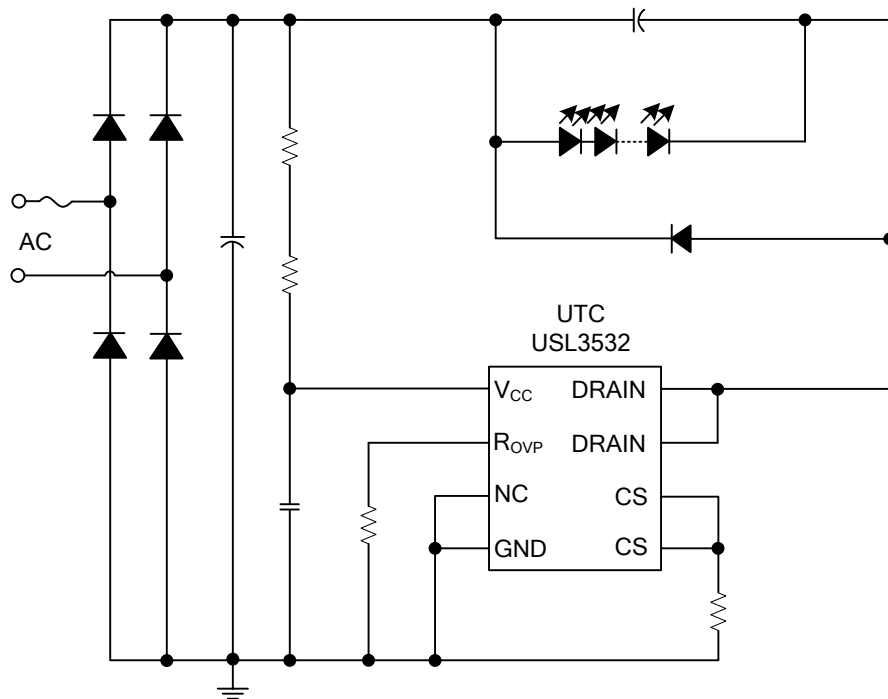 AC
UTC
USL3532
VCC DRAIN
ROVP DRAIN
NC CS
GND CS